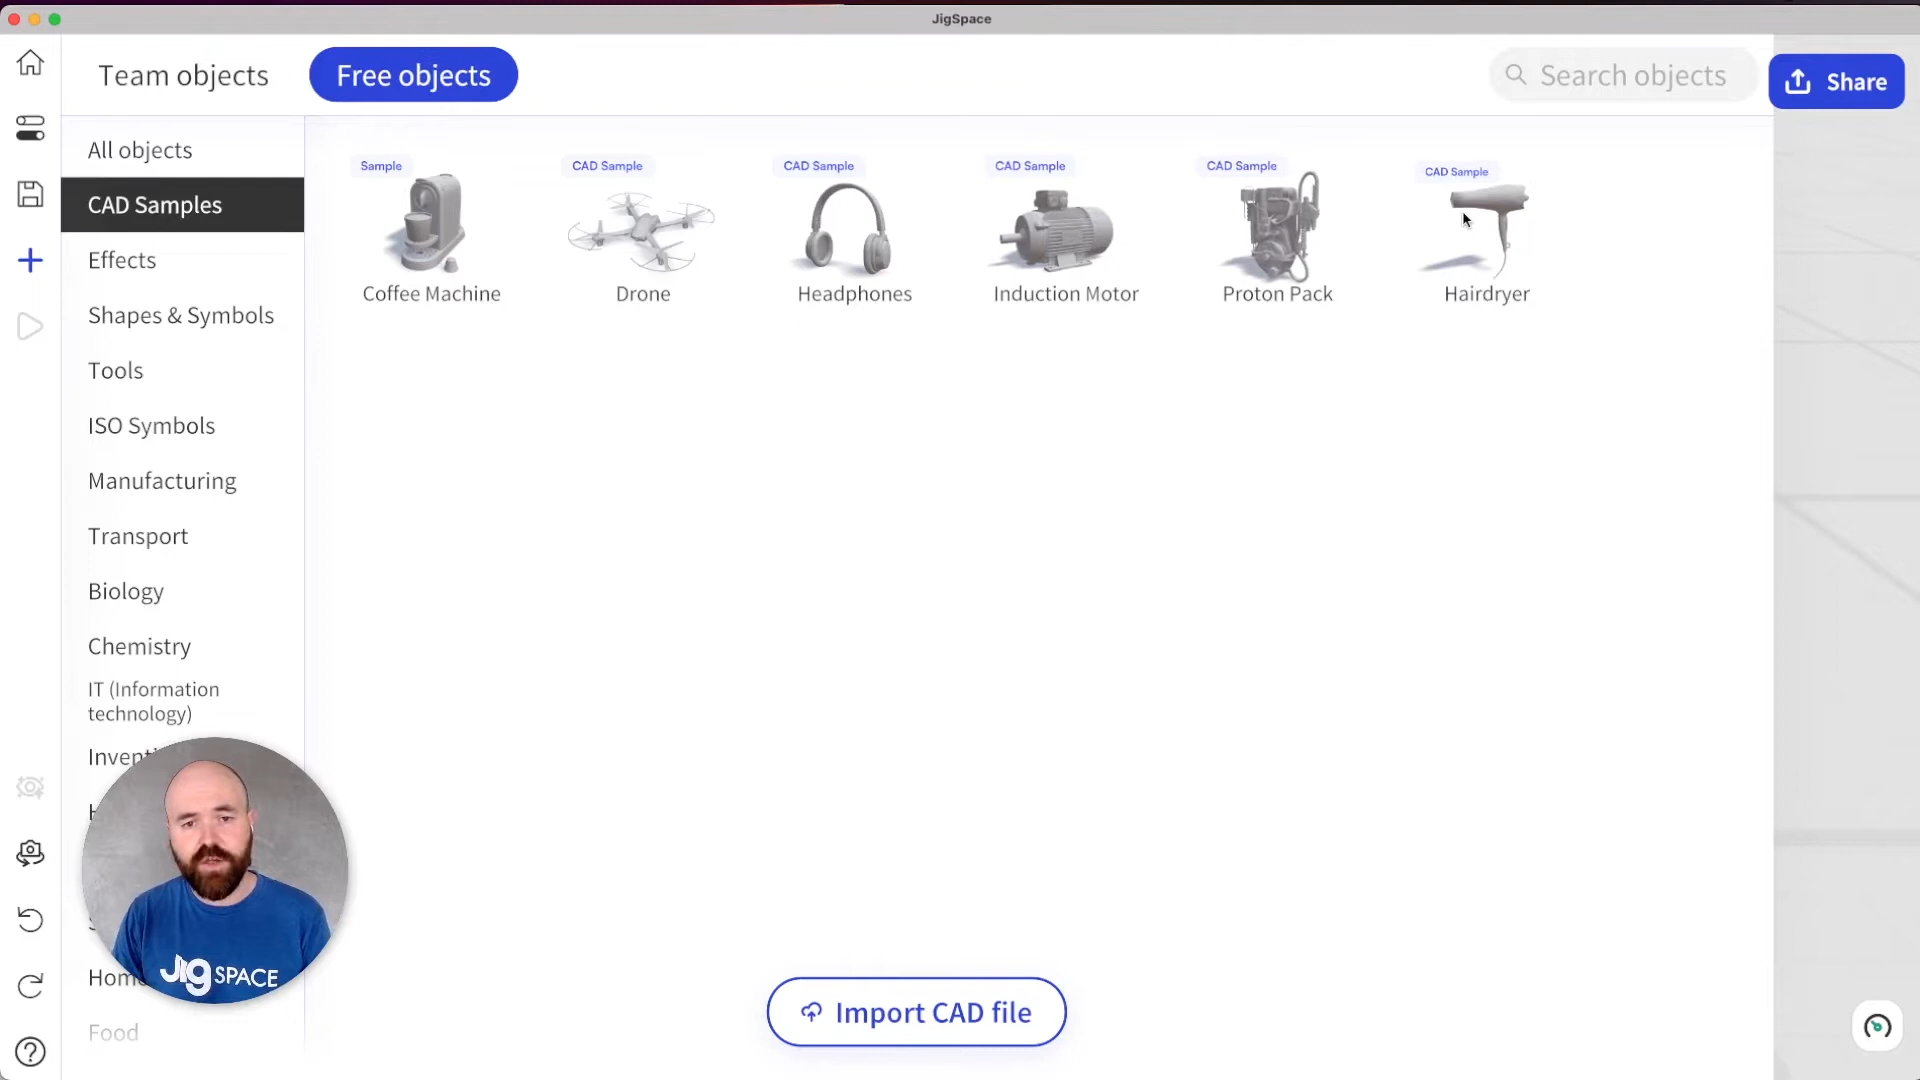 JigSpace
Team objects
Free objects
Search objects
Share
All objects
CAD Samples
Effects
Shapes & Symbols
Tools
ISO Symbols
Manufacturing
Transport
Biology
Chemistry
IT (Information
technology)
Food
Sample
CAD Sample
CAD Sample
CAD Sample
CAD Sample
CAD Sample
Coffee Machine
Drone
Headphones
Induction Motor
Proton Pack
Hairdryer
JigSPACE
Import CAD file